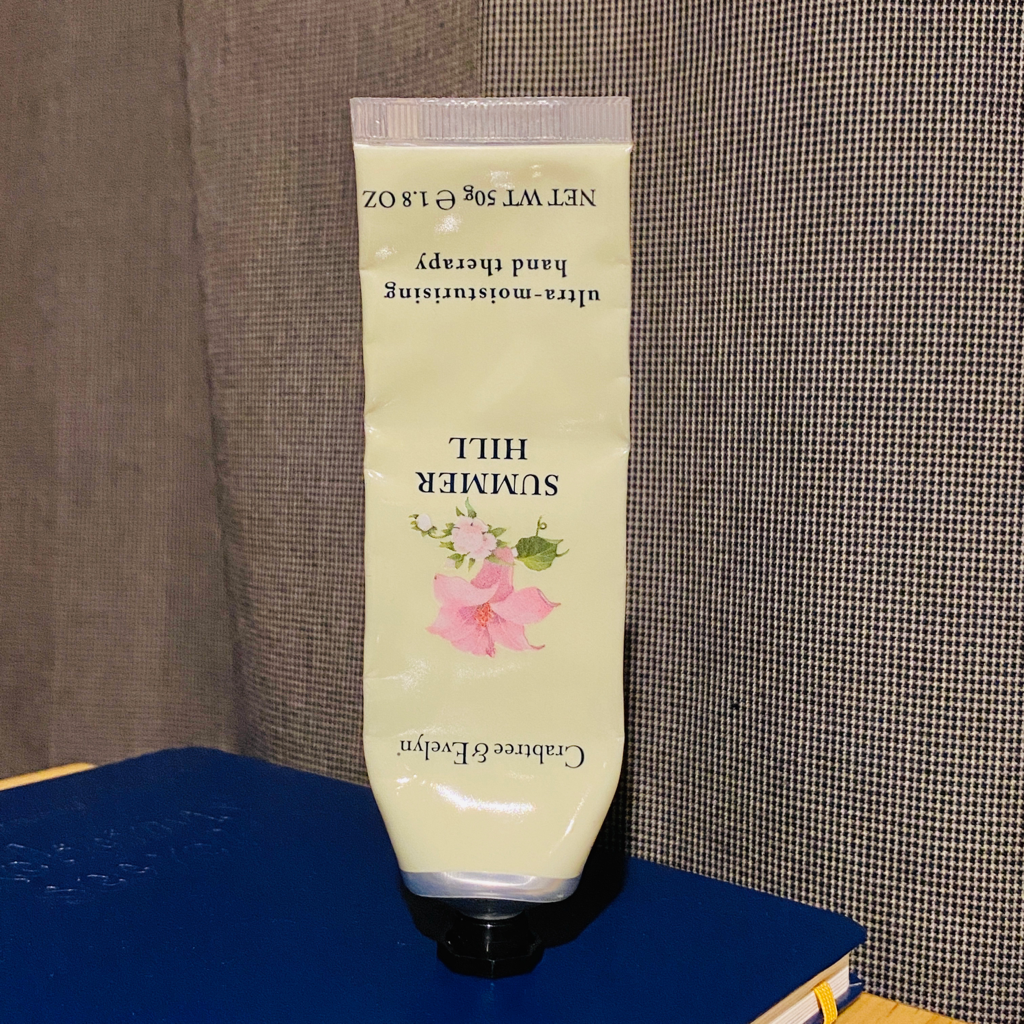 Crabtree & Evelyn®
SUMMER
HILL
ultra-moisturising
hand therapy
NET WT 50g ℮ 1.8 OZ